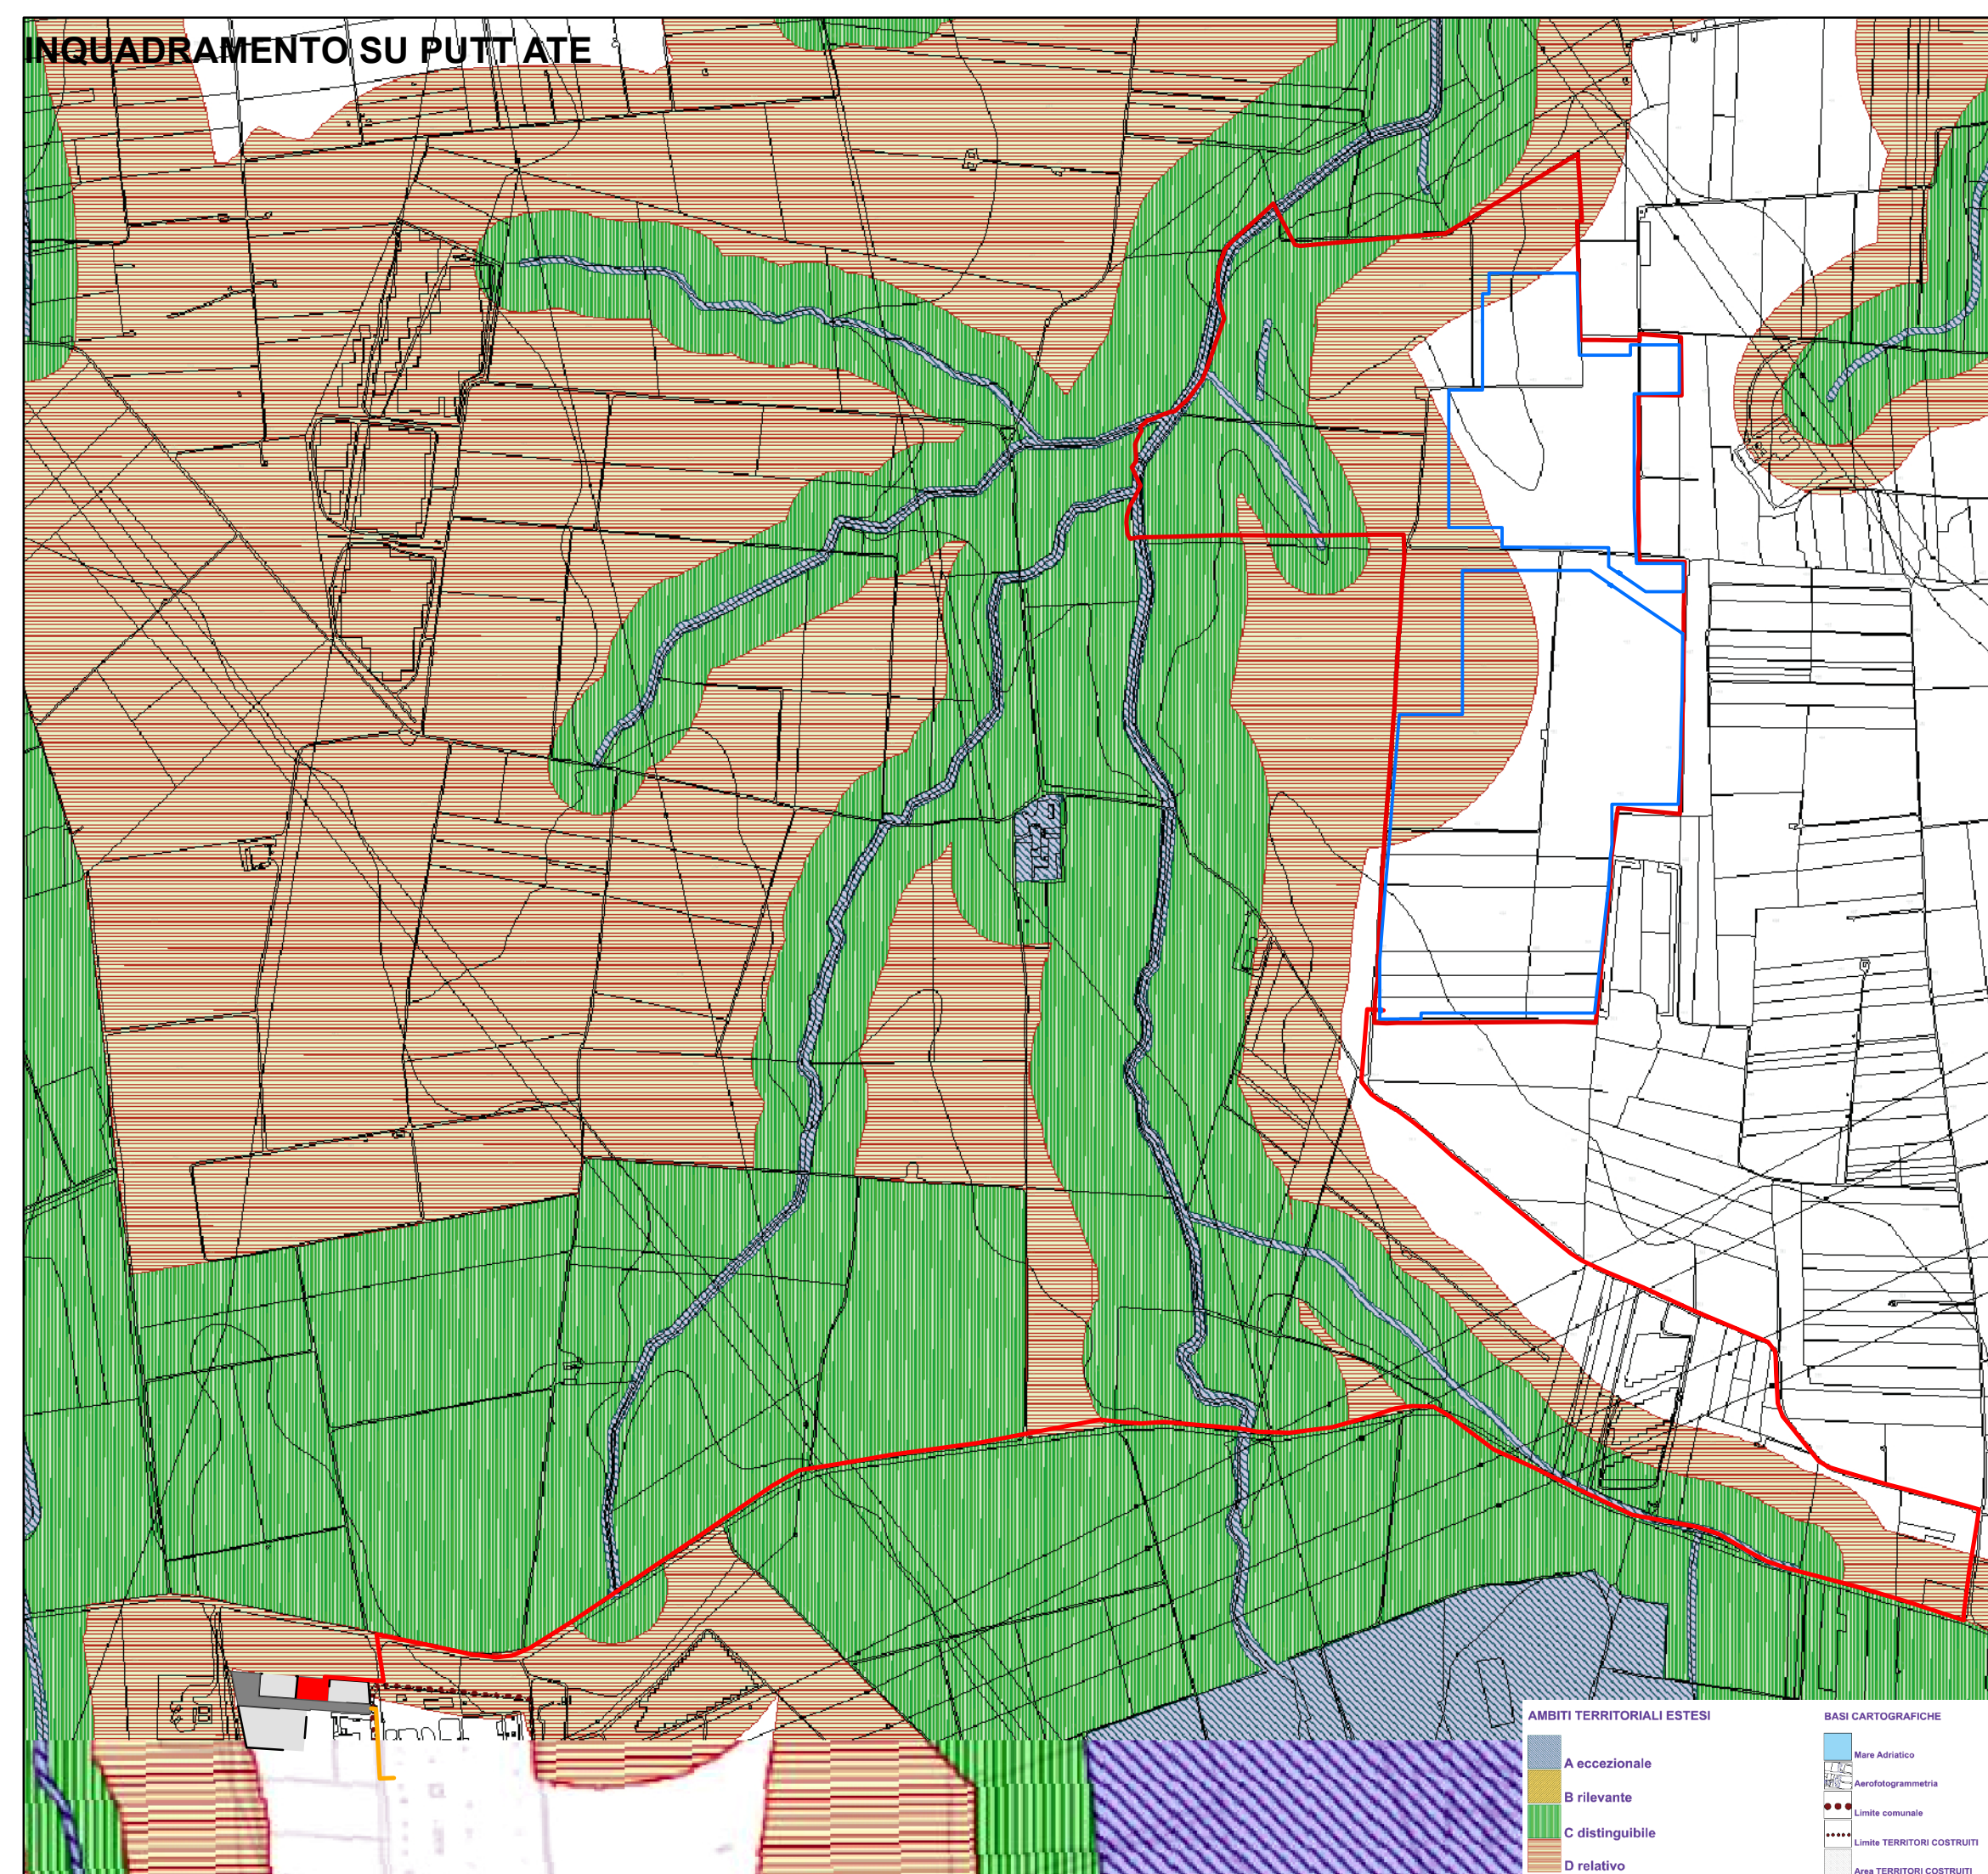 INQUADRAMENTO SU PUTT ATE
AMBITI TERRITORIALI ESTESI
A eccezionale
B rilevante
C distinguibile
D relativo
BASI CARTOGRAFICHE
Mare Adriatico
Aerofotogrammetria
Limite comunale
Limite TERRITORI COSTRUITI
Area TERRITORI COSTRUITI